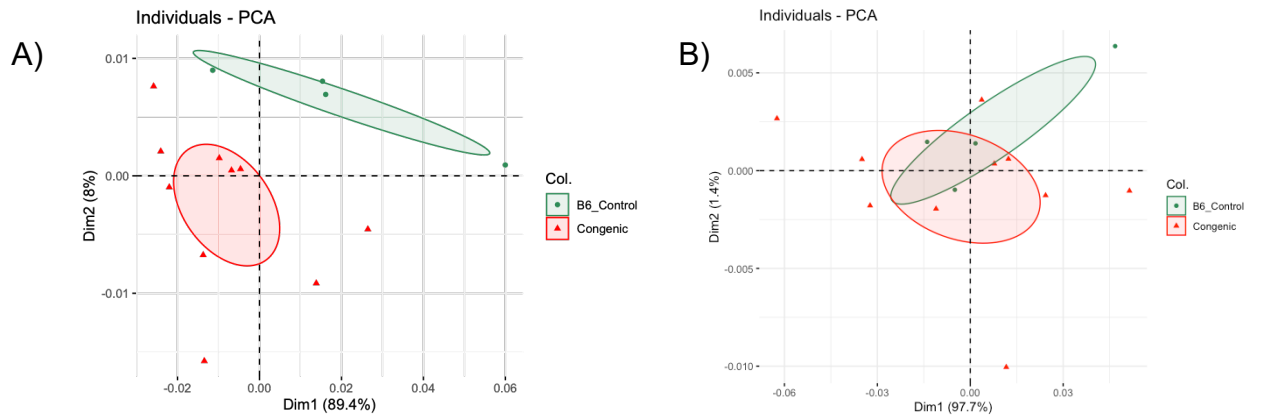 A)
Individuals - PCA
0.01
0.00
-0.01
Dim2 (8%)
-0.02
0.00
0.02
0.04
0.06
Dim1 (89.4%)
Col.
B6_Control
Congenic
B)
Individuals - PCA
0.005
0.000
-0.005
-0.010
Dim2 (1.4%)
-0.06
-0.03
0.00
0.03
Dim1 (97.7%)
Col.
B6_Control
Congenic